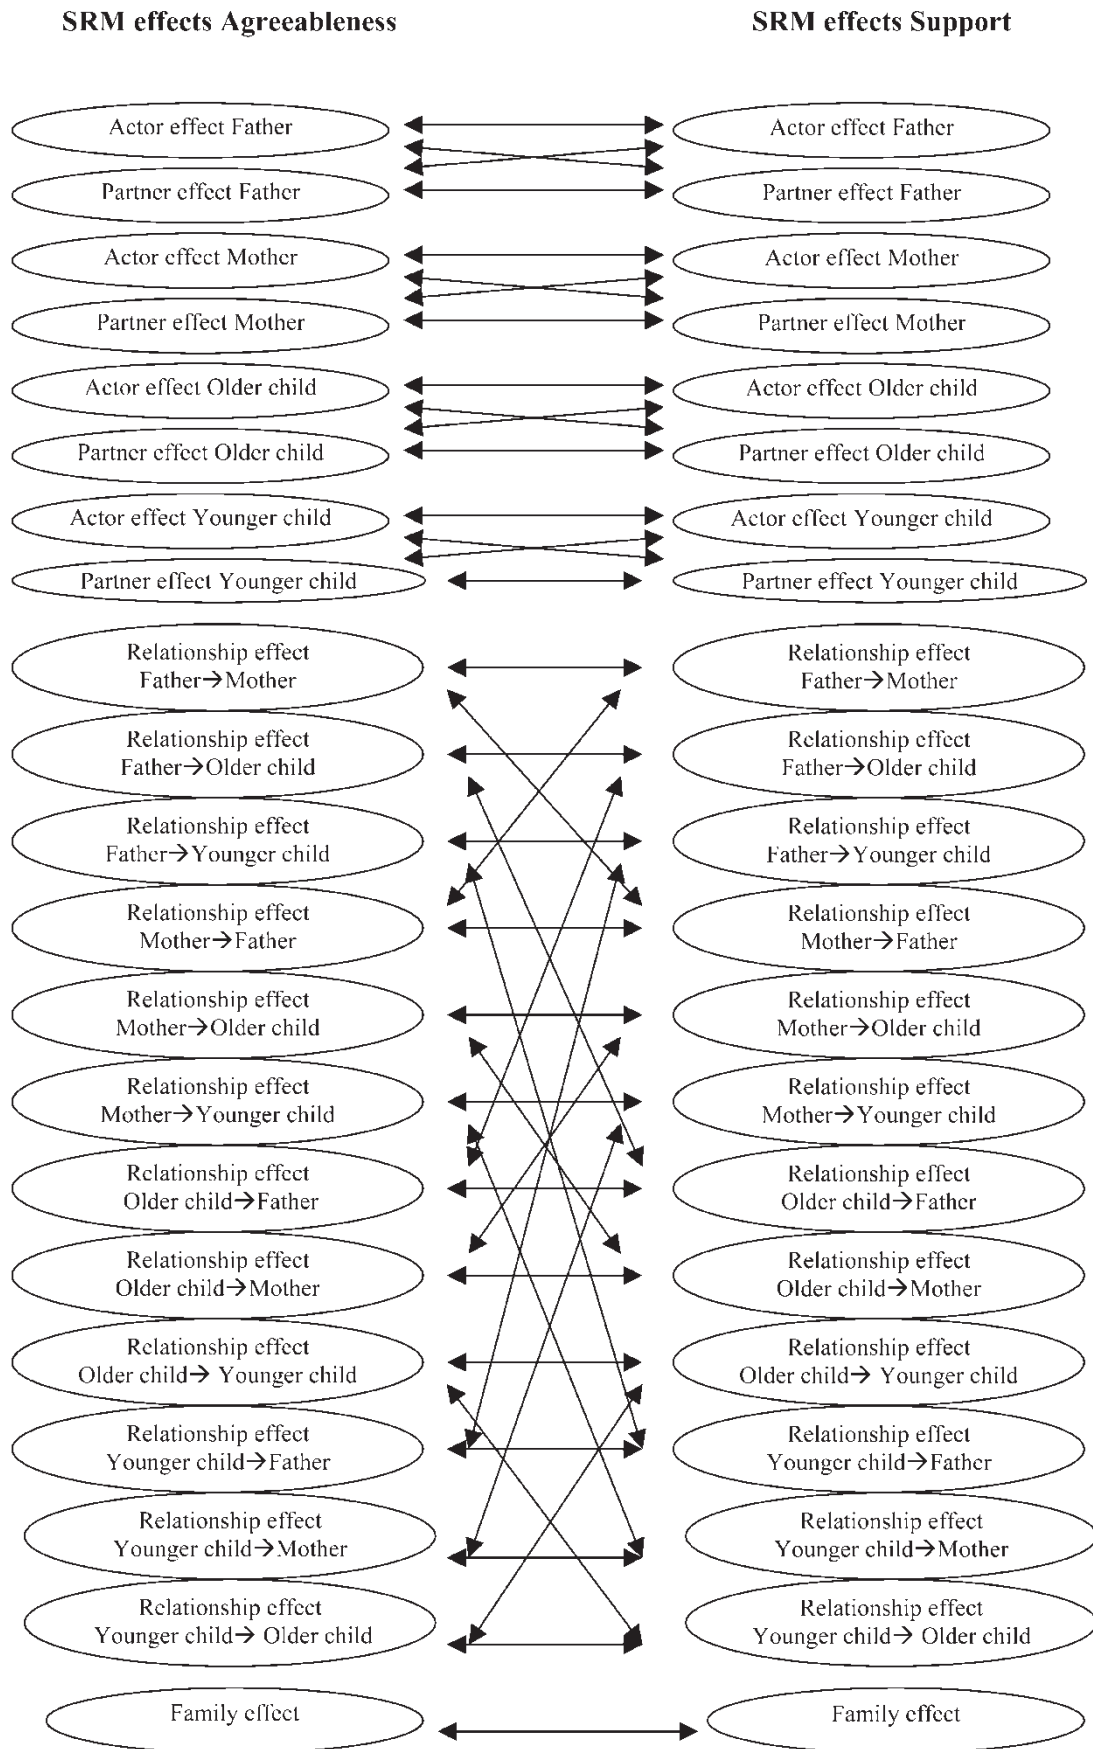 SRM effects Agreeableness
SRM effects Support
Actor effect Father
Actor effect Father
Partner effect Father
Partner effect Father
Actor effect Mother
Actor effect Mother
Partner effect Mother
Partner effect Mother
Actor effect Older child
Actor effect Older child
Partner effect Older child
Partner effect Older child
Actor effect Younger child
Actor effect Younger child
Partner effect Younger child
Partner effect Younger child
Relationship effect
Father→Mother
Relationship effect
Father→Mother
Relationship effect
Father→Older child
Relationship effect
Father→Older child
Relationship effect
Father→Younger child
Relationship effect
Father→Younger child
Relationship effect
Mother→Father
Relationship effect
Mother→Father
Relationship effect
Mother→Older child
Relationship effect
Mother→Older child
Relationship effect
Mother→Younger child
Relationship effect
Mother→Younger child
Relationship effect
Older child→Father
Relationship effect
Older child→Father
Relationship effect
Older child→Mother
Relationship effect
Older child→Mother
Relationship effect
Older child→ Younger child
Relationship effect
Older child→ Younger child
Relationship effect
Younger child→Father
Relationship effect
Younger child→Father
Relationship effect
Younger child→Mother
Relationship effect
Younger child→Mother
Relationship effect
Younger child→ Older child
Relationship effect
Younger child→ Older child
Family effect
Family effect